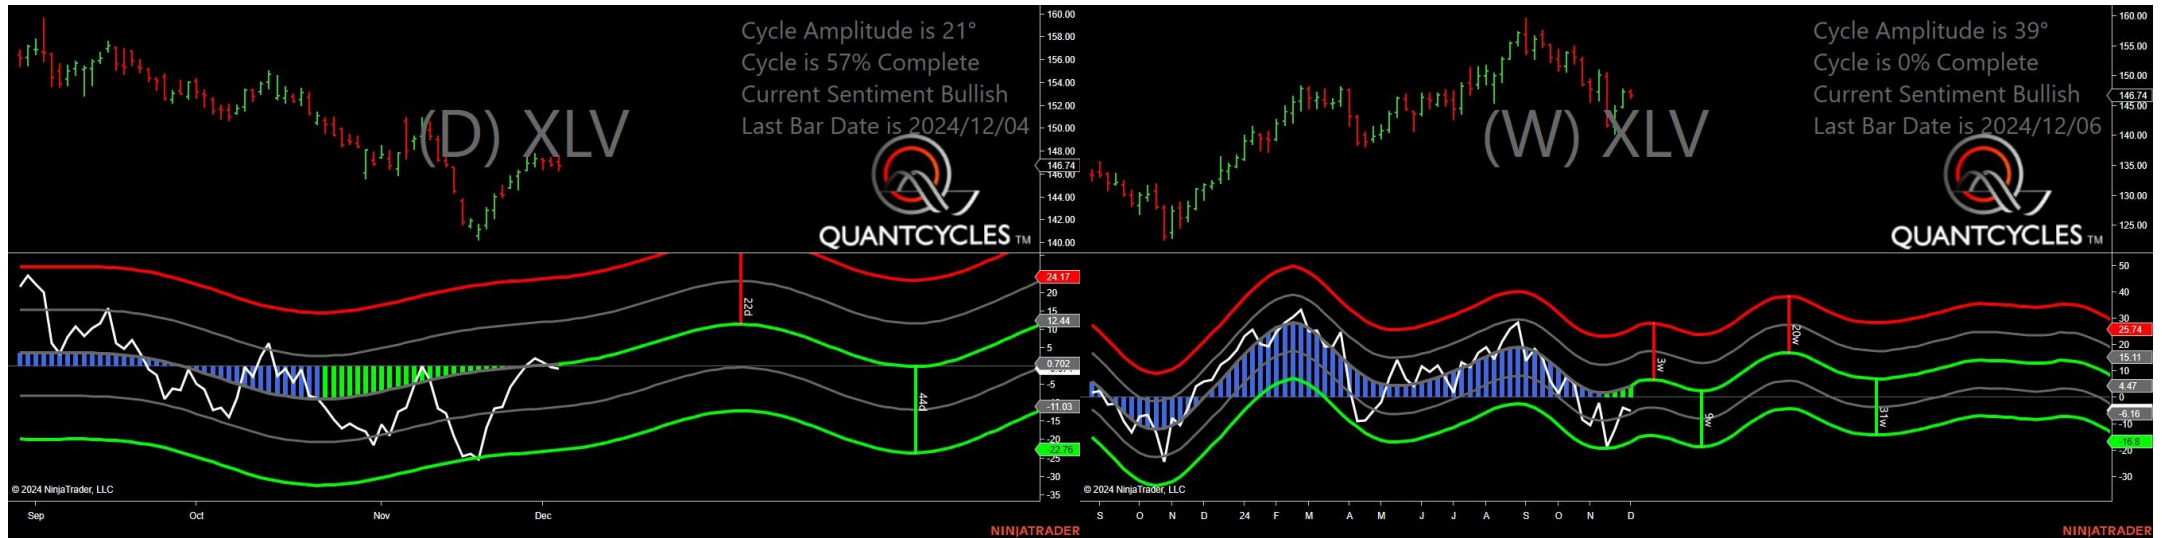 Cycle Amplitude is 21°
Cycle is 57% Complete
Current Sentiment Bullish
Last Bar Date is 2024/12/04
(D) XLV
QUANTCYCLES TM
160.00
158.00
156.00
154.00
152.00
150.00
148.00
146.74
146.00
144.00
142.00
140.00
24.17
20
15
12.44
10
5
0.702
-5
-11.03
-15
-20
-22.76
-25
-30
-35
22d
44d
© 2024 NinjaTrader, LLC
Sep Oct Nov Dec
NINJATRADER
Cycle Amplitude is 39°
Cycle is 0% Complete
Current Sentiment Bullish
Last Bar Date is 2024/12/06
(W) XLV
QUANTCYCLES TM
160.00
155.00
150.00
146.74
145.00
140.00
135.00
130.00
125.00
50
40
30
25.74
20
15.11
10
4.47
0
-6.16
-10
-16.8
-20
-30
3w
9w
20w
31w
© 2024 NinjaTrader, LLC
S O N D 24 F M A M J J A S O N D
NINJATRADER